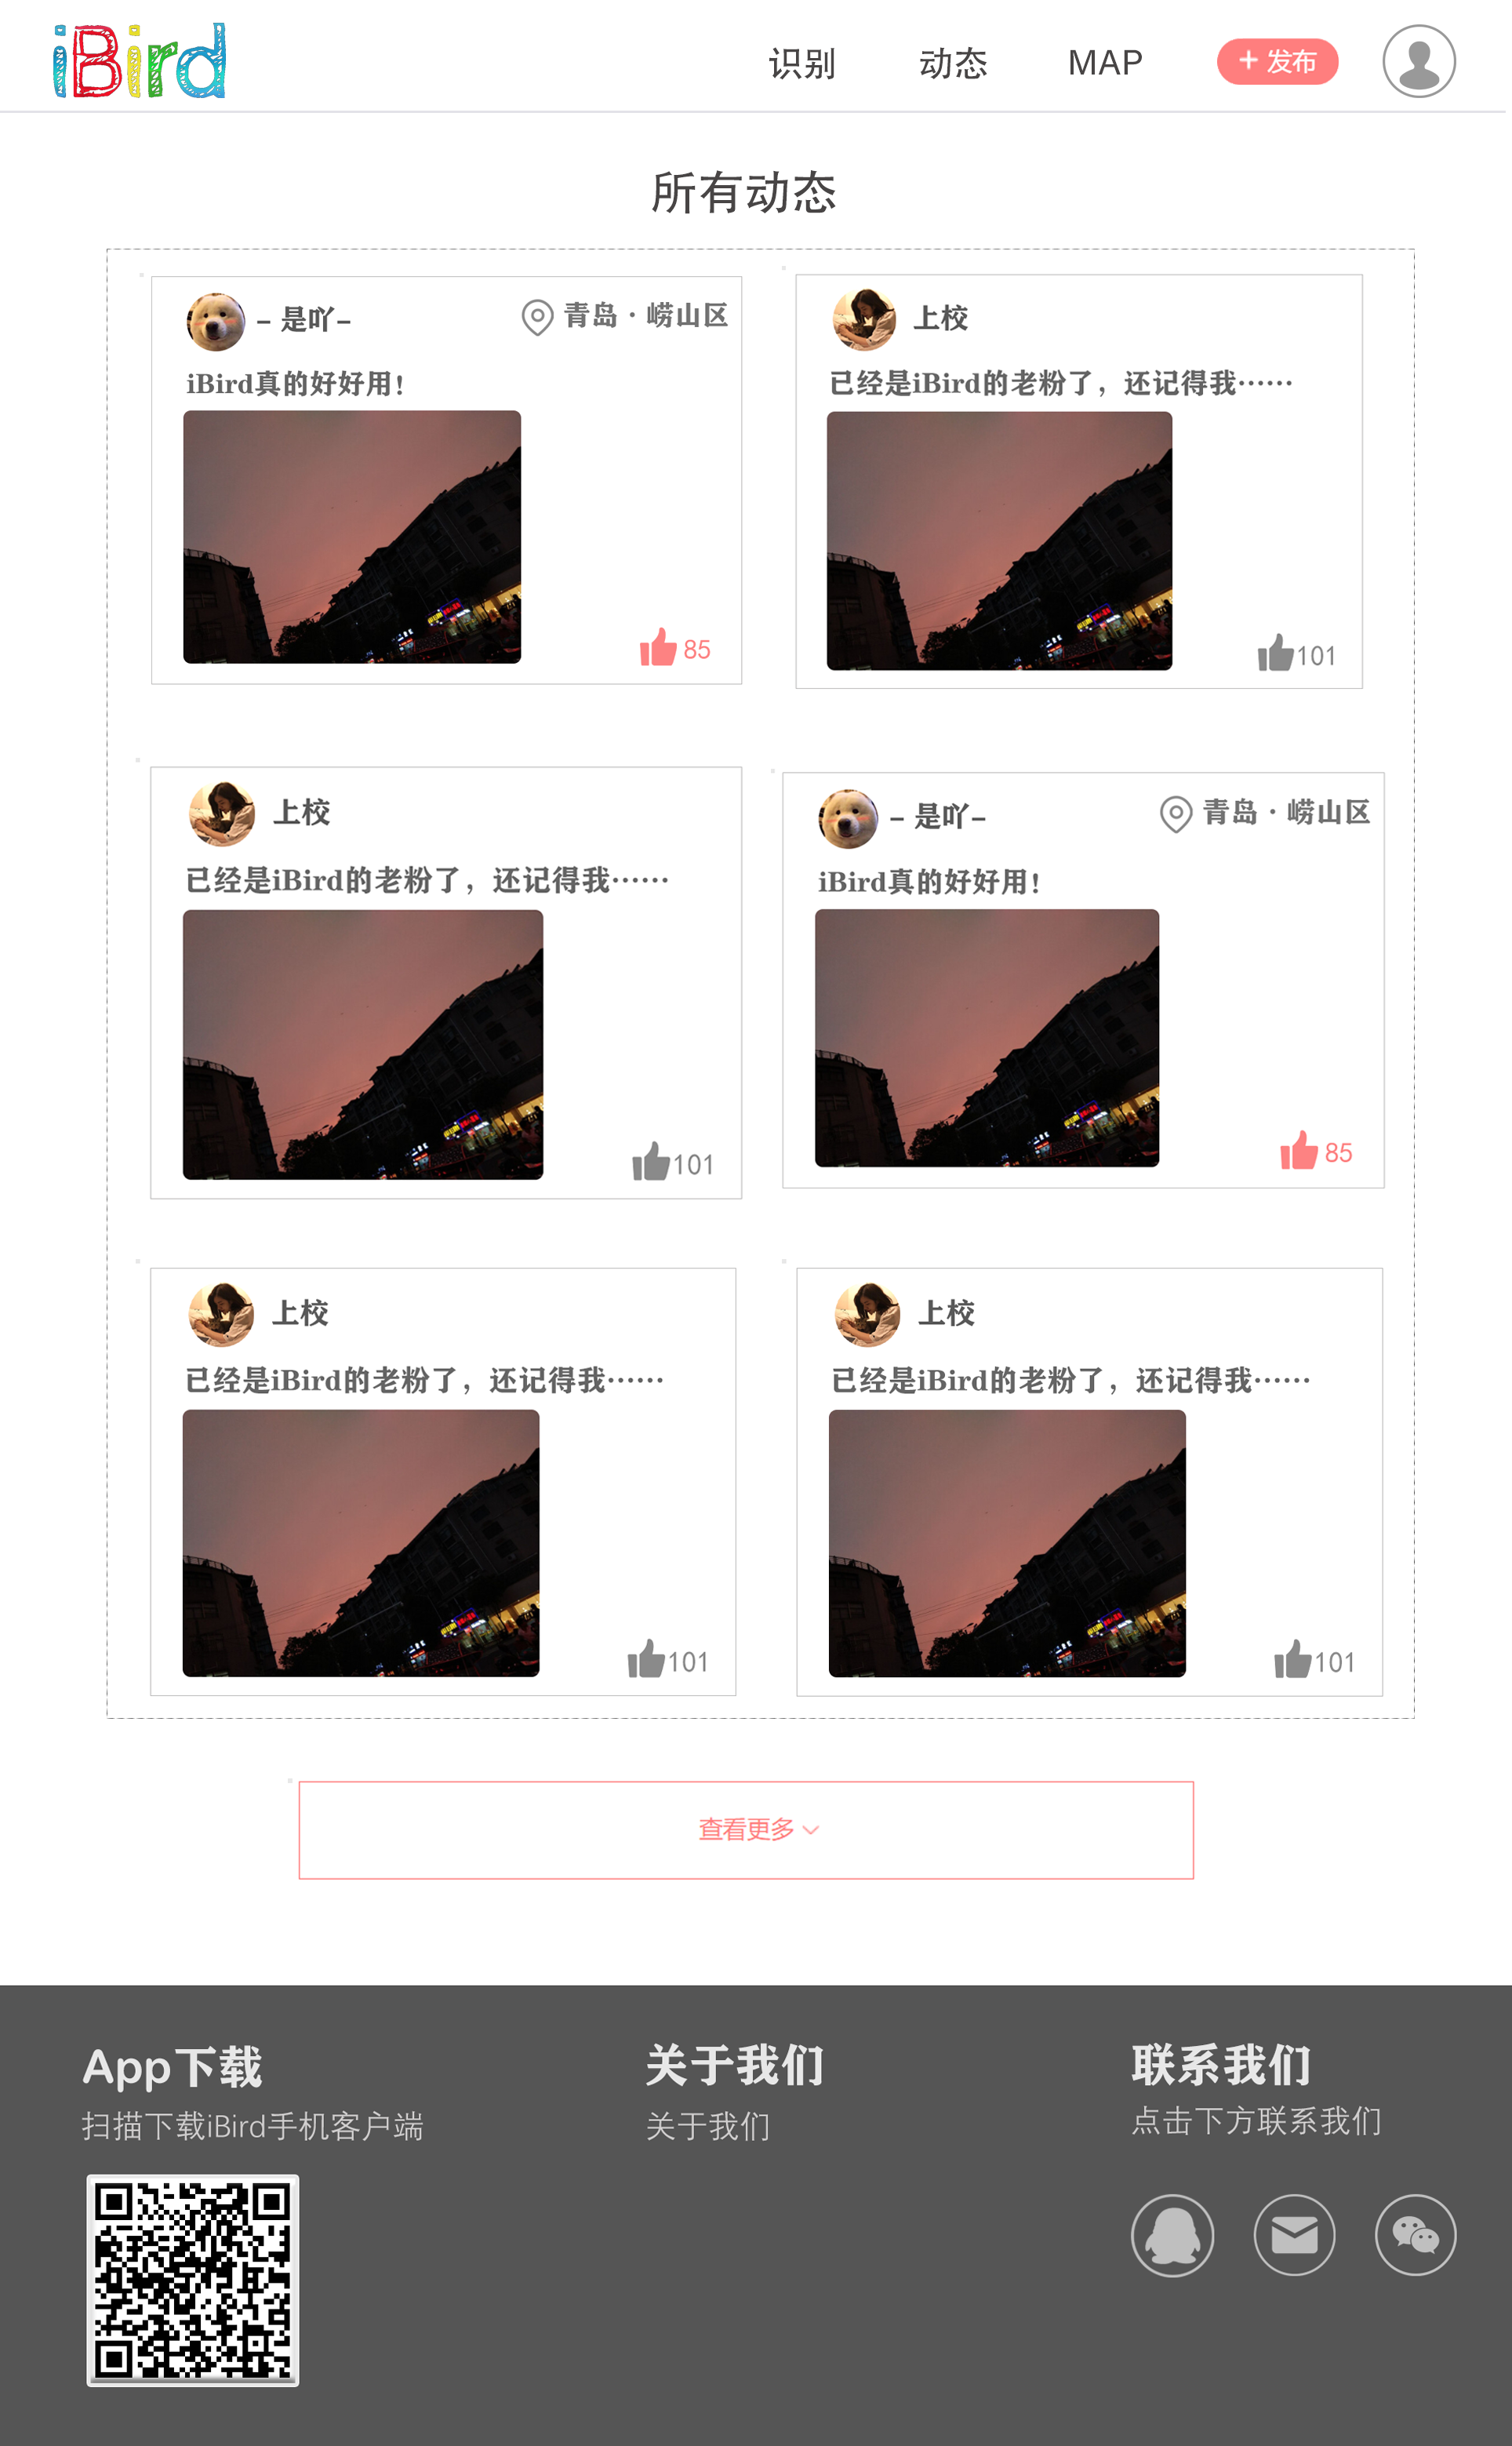 iBird
识别
动态
MAP
+ 发布
所有动态
- 是吖-
青岛·崂山区
iBird真的好好用！
85
上校
已经是iBird的老粉了，还记得我……
101
上校
已经是iBird的老粉了，还记得我……
101
- 是吖-
青岛·崂山区
iBird真的好好用！
85
上校
已经是iBird的老粉了，还记得我……
101
上校
已经是iBird的老粉了，还记得我……
101
查看更多
App下载
扫描下载iBird手机客户端
关于我们
关于我们
联系我们
点击下方联系我们